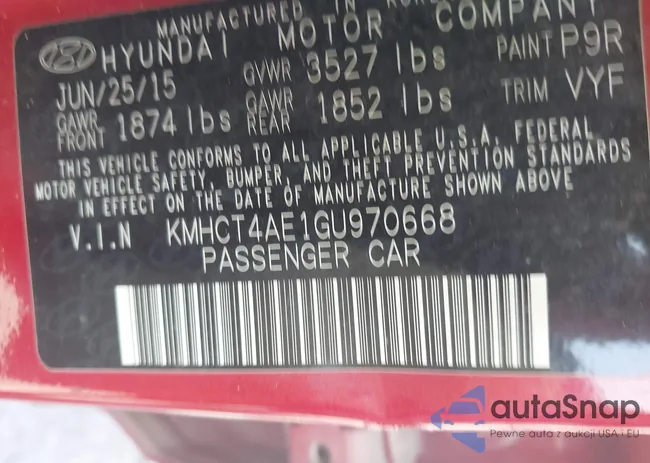 MANUFACTURED IN KOREA
HYUNDAI MOTOR COMPANY
JUN/25/15 GVWR 3527 lbs PAINT P9R
GAWR FRONT 1874 lbs GAWR REAR 1852 lbs TRIM VYF
THIS VEHICLE CONFORMS TO ALL APPLICABLE U.S.A. FEDERAL
MOTOR VEHICLE SAFETY, BUMPER, AND THEFT PREVENTION STANDARDS
IN EFFECT ON THE DATE OF MANUFACTURE SHOWN ABOVE
V.I.N KMHCT4AE1GU970668
PASSENGER CAR
autaSnap
Pewne auta z aukcji USA i EU